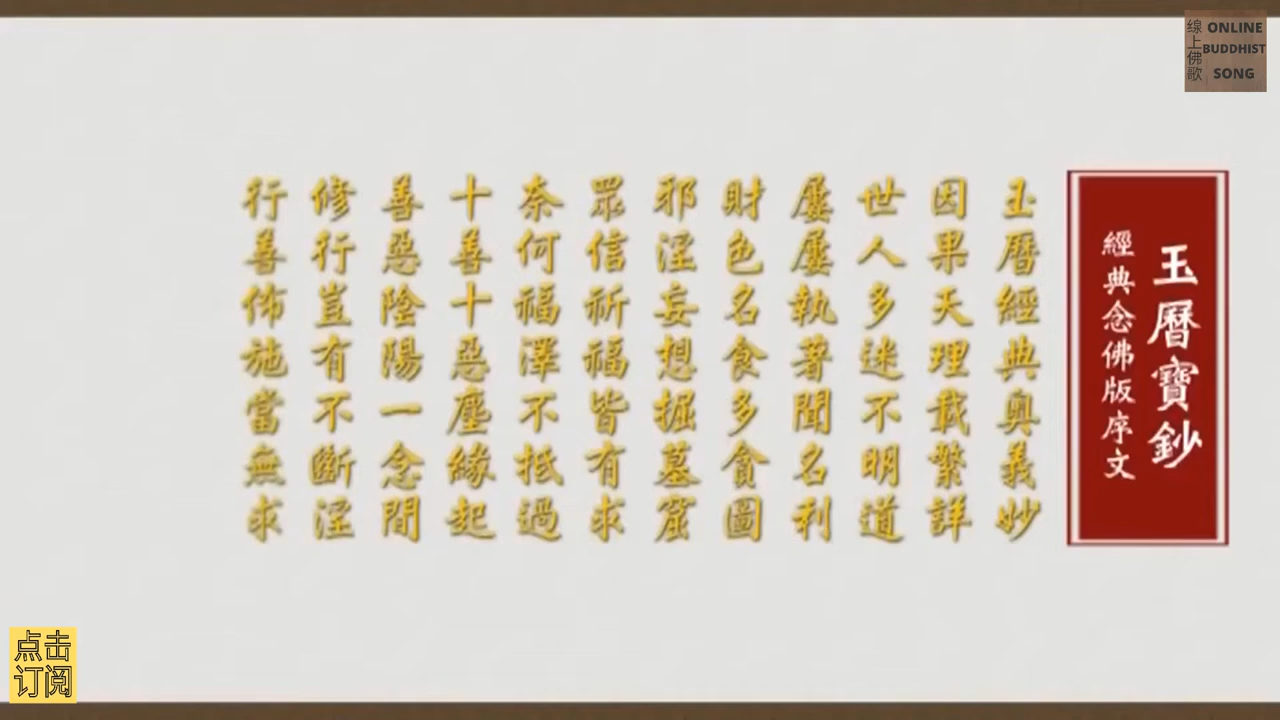 玉曆寶鈔
經典念佛版序文
玉曆經典奧義妙
因果天理載繁詳
世人多迷不明道
屢屢執著聞名利
財色名食多貪圖
邪淫妄想掘墓窟
眾信祈福皆有求
奈何福澤不抵過
十善十惡塵緣起
善惡陰陽一念間
修行豈有不斷淫
行善佈施當無求
线上佛歌
ONLINE
BUDDHIST
SONG
点击
订阅